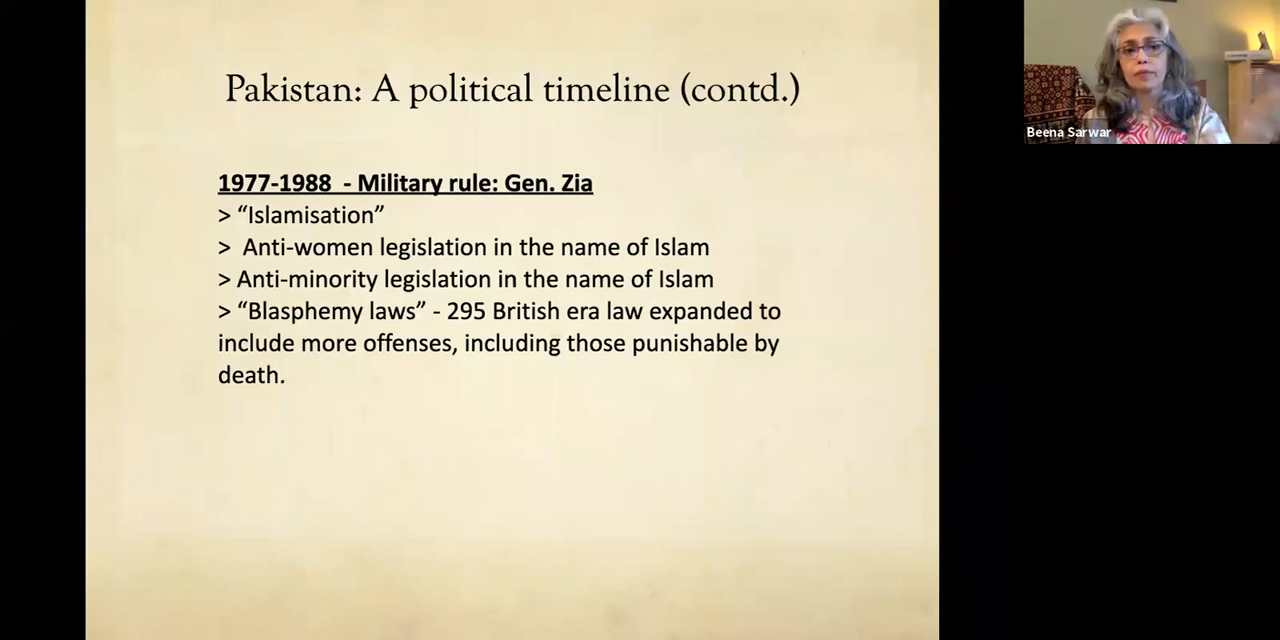 Pakistan: A political timeline (contd.)
1977-1988 - Military rule: Gen. Zia
> “Islamisation”
> Anti-women legislation in the name of Islam
> Anti-minority legislation in the name of Islam
> “Blasphemy laws” - 295 British era law expanded to
include more offenses, including those punishable by
death.
Beena Sarwar